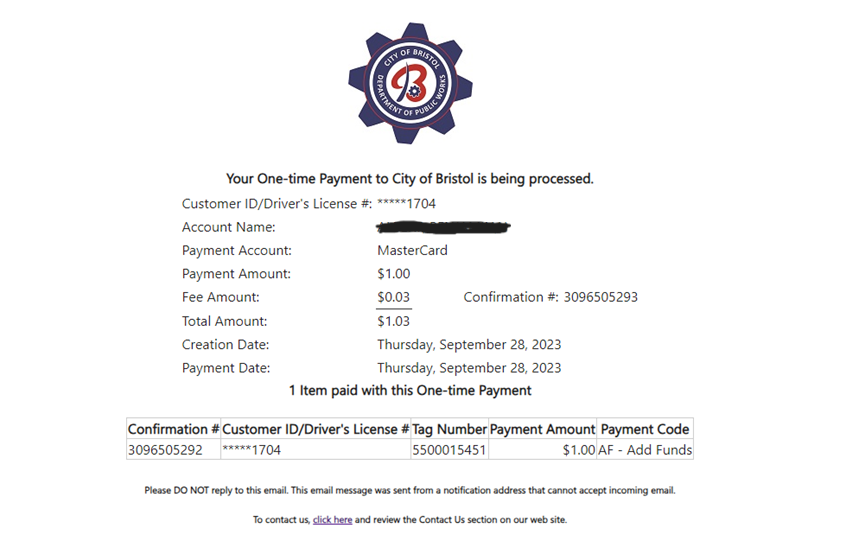 CITY OF BRISTOL
B
DEPARTMENT OF PUBLIC WORKS
Your One-time Payment to City of Bristol is being processed.
Customer ID/Driver's License #: *****1704
Account Name:
Payment Account: MasterCard
Payment Amount: $1.00
Fee Amount: $0.03 Confirmation #: 3096505293
Total Amount: $1.03
Creation Date: Thursday, September 28, 2023
Payment Date: Thursday, September 28, 2023
1 Item paid with this One-time Payment
Confirmation # Customer ID/Driver's License # Tag Number Payment Amount Payment Code
3096505292 *****1704 5500015451 $1.00 AF - Add Funds
Please DO NOT reply to this email. This email message was sent from a notification address that cannot accept incoming email.
To contact us, click here and review the Contact Us section on our web site.